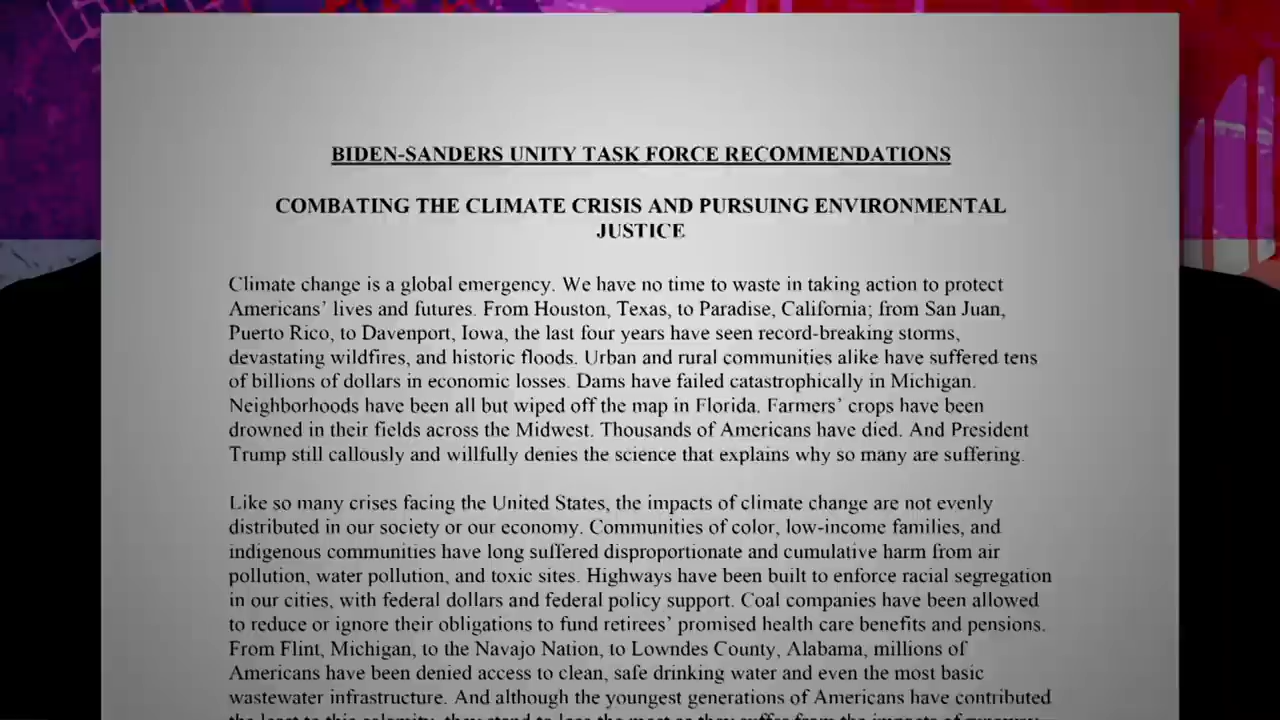 BIDEN-SANDERS UNITY TASK FORCE RECOMMENDATIONS
COMBATING THE CLIMATE CRISIS AND PURSUING ENVIRONMENTAL
JUSTICE
Climate change is a global emergency. We have no time to waste in taking action to protect
Americans’ lives and futures. From Houston, Texas, to Paradise, California; from San Juan,
Puerto Rico, to Davenport, Iowa, the last four years have seen record-breaking storms,
devastating wildfires, and historic floods. Urban and rural communities alike have suffered tens
of billions of dollars in economic losses. Dams have failed catastrophically in Michigan.
Neighborhoods have been all but wiped off the map in Florida. Farmers’ crops have been
drowned in their fields across the Midwest. Thousands of Americans have died. And President
Trump still callously and willfully denies the science that explains why so many are suffering.
Like so many crises facing the United States, the impacts of climate change are not evenly
distributed in our society or our economy. Communities of color, low-income families, and
indigenous communities have long suffered disproportionate and cumulative harm from air
pollution, water pollution, and toxic sites. Highways have been built to enforce racial segregation
in our cities, with federal dollars and federal policy support. Coal companies have been allowed
to reduce or ignore their obligations to fund retirees’ promised health care benefits and pensions.
From Flint, Michigan, to the Navajo Nation, to Lowndes County, Alabama, millions of
Americans have been denied access to clean, safe drinking water and even the most basic
wastewater infrastructure. And although the youngest generations of Americans have contributed